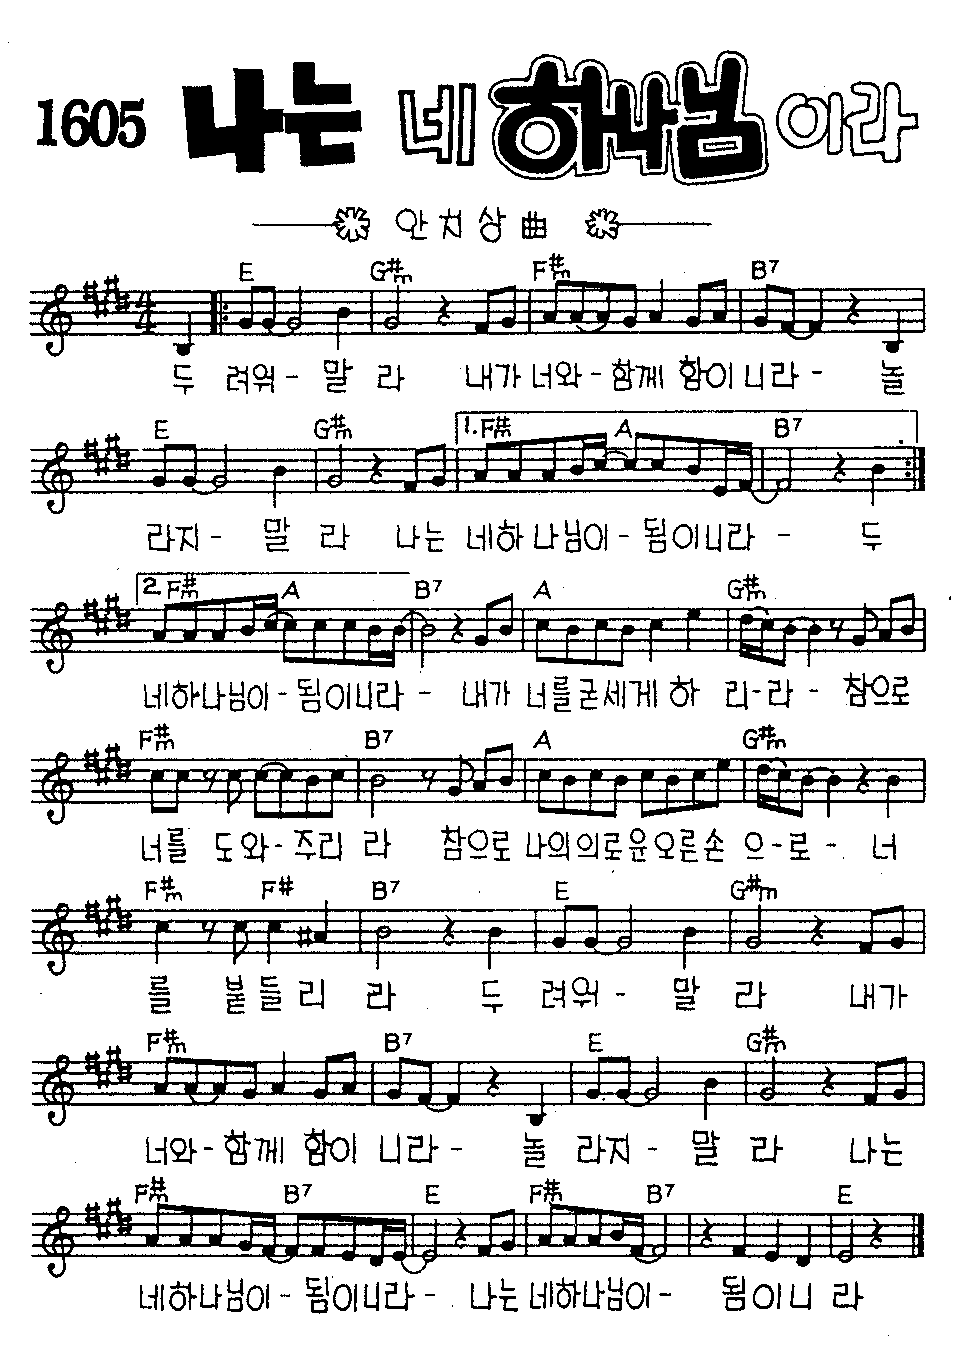 1605 나는 네 하나님 이라
안치상 曲
E G#m F#m B7
두 려워 - 말 라 내가 너와 - 함께 함이 니라 - 놀
E G#m 1. F#m A B7
라지 - 말 라 나는 네하 나님이 - 됨이니라 - 두
2. F#m A B7 A G#m
네하나님이 - 됨이니라 - 내가 너를굳세게 하 리 - 라 - 참으로
F#m B7 A G#m
너를 도와 - 주리 라 참으로 나의의로운오른손 으 - 로 - 너
F#m F# B7 E G#m
를 붙들리 라 두 려워 - 말 라 내가
F#m B7 E G#m
너와 - 함께 함이 니라 - 놀 라지 - 말 라 나는
F#m B7 E F#m B7 E
네하나님이 - 됨이니라 - 나는네하나님이 - 됨이니 라